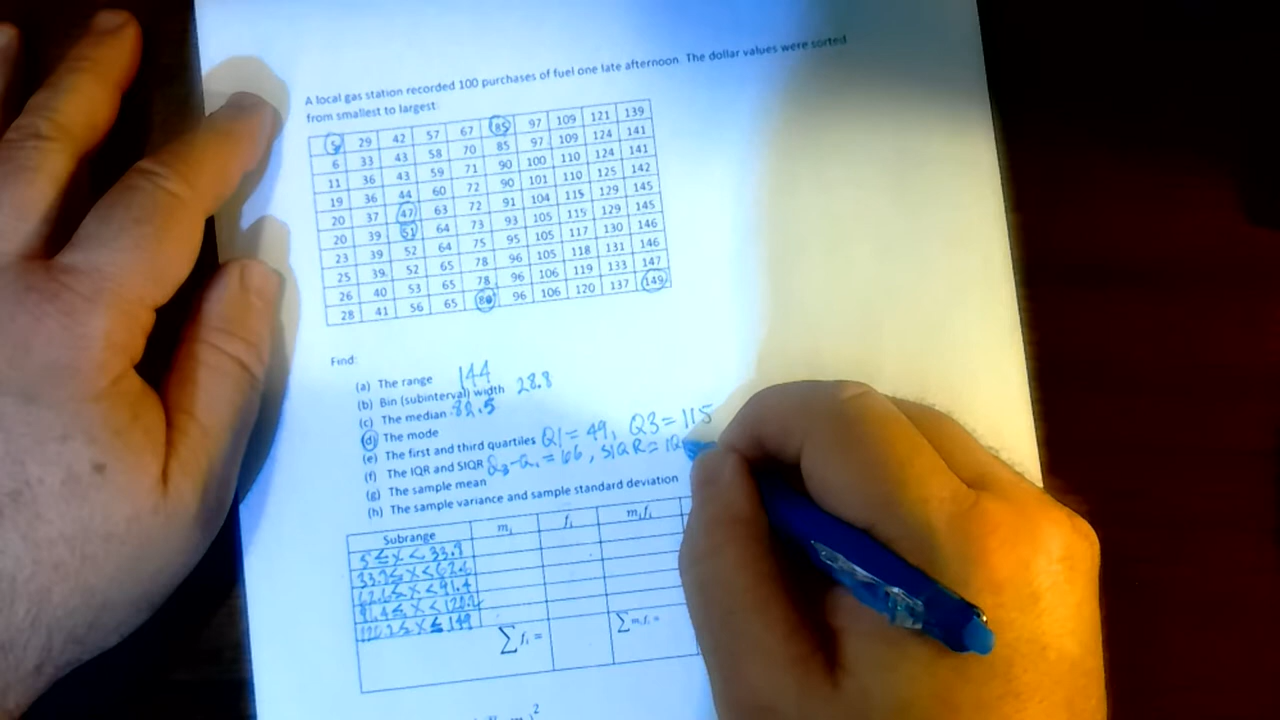 A local gas station recorded 100 purchases of fuel one late afternoon. The dollar values were sorted
from smallest to largest:
5 29 42 57 67 85 97 109 121 139
6 33 43 58 70 85 97 109 124 141
11 36 43 59 71 90 100 110 124 141
19 36 44 60 72 90 101 110 125 142
20 37 47 63 72 91 104 115 129 145
20 39 51 64 73 93 105 115 129 145
23 39 52 64 75 95 105 117 130 146
25 39 52 65 78 96 105 118 131 146
26 40 53 65 78 96 106 119 133 147
28 41 56 65 80 96 106 120 137 149
Find:
(a) The range 144
(b) Bin (subinterval) width 28.8
(c) The median 82.5
(d) The mode
(e) The first and third quartiles Q1 = 49, Q3 = 115
(f) The IQR and SIQR Q3-Q1 = 66, SIQR = IQ
(g) The sample mean
(h) The sample variance and sample standard deviation
Subrange mi fi mifi
5 ≤ x < 33.8
33.8 ≤ x < 62.6
62.6 ≤ x < 91.4
91.4 ≤ x < 120.2
120.2 ≤ x ≤ 149
∑ fi = ∑ mifi =